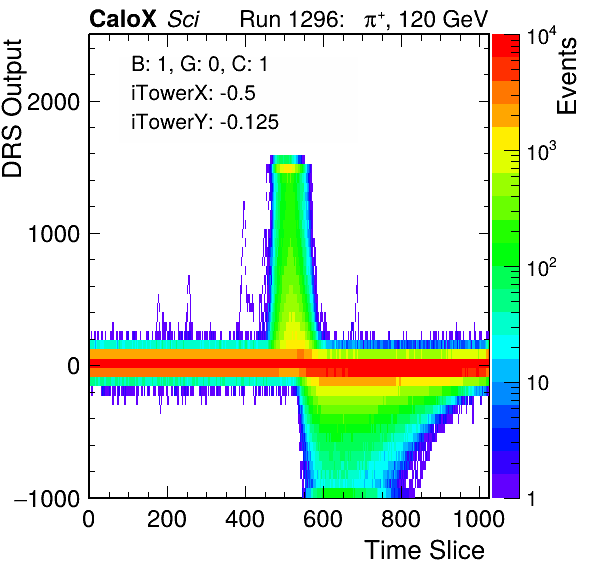 CaloX Sci Run 1296: π⁺, 120 GeV
B: 1, G: 0, C: 1
iTowerX: -0.5
iTowerY: -0.125
DRS Output
2000
1000
0
−1000
0 200 400 600 800 1000
Time Slice
Events
10⁴
10³
10²
10
1